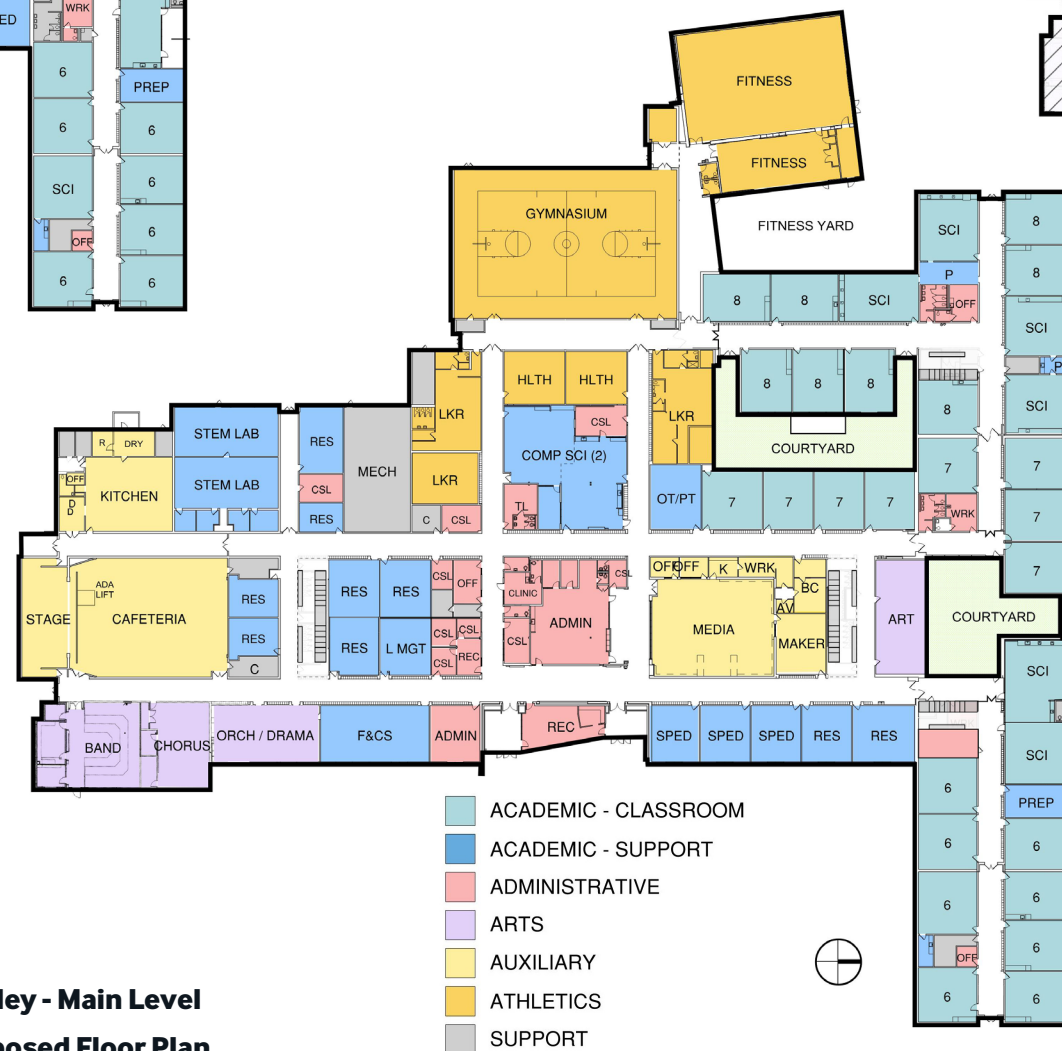 ED
WRK
6
PREP
6
6
SCI
6
OFF
6
6
6
FITNESS
FITNESS
GYMNASIUM
FITNESS YARD
SCI
8
P
8
8
8
SCI
OFF
SCI
P
HLTH
HLTH
8
8
8
LKR
CSL
LKR
8
SCI
STEM LAB
RES
R
DRY
COURTYARD
COMP SCI (2)
MECH
7
7
OFF
STEM LAB
LKR
KITCHEN
CSL
OT/PT
7
7
7
7
TL
WRK
D
D
RES
C
CSL
7
OFF
OFF
K
WRK
CSL
7
ADA
LIFT
RES
RES
RES
CSL
OFF
CLINIC
BC
AV
STAGE
CAFETERIA
ART
COURTYARD
ADMIN
MEDIA
RES
CSL
CSL
RES
L MGT
CSL
MAKER
CSL
REC
C
SCI
BAND
CHORUS
ORCH / DRAMA
F&CS
ADMIN
REC
SPED
SPED
SPED
RES
RES
SCI
6
PREP
ACADEMIC - CLASSROOM
ACADEMIC - SUPPORT
6
6
ADMINISTRATIVE
6
6
ARTS
AUXILIARY
OFF
6
ley - Main Level
ATHLETICS
6
6
posed Floor Plan
SUPPORT